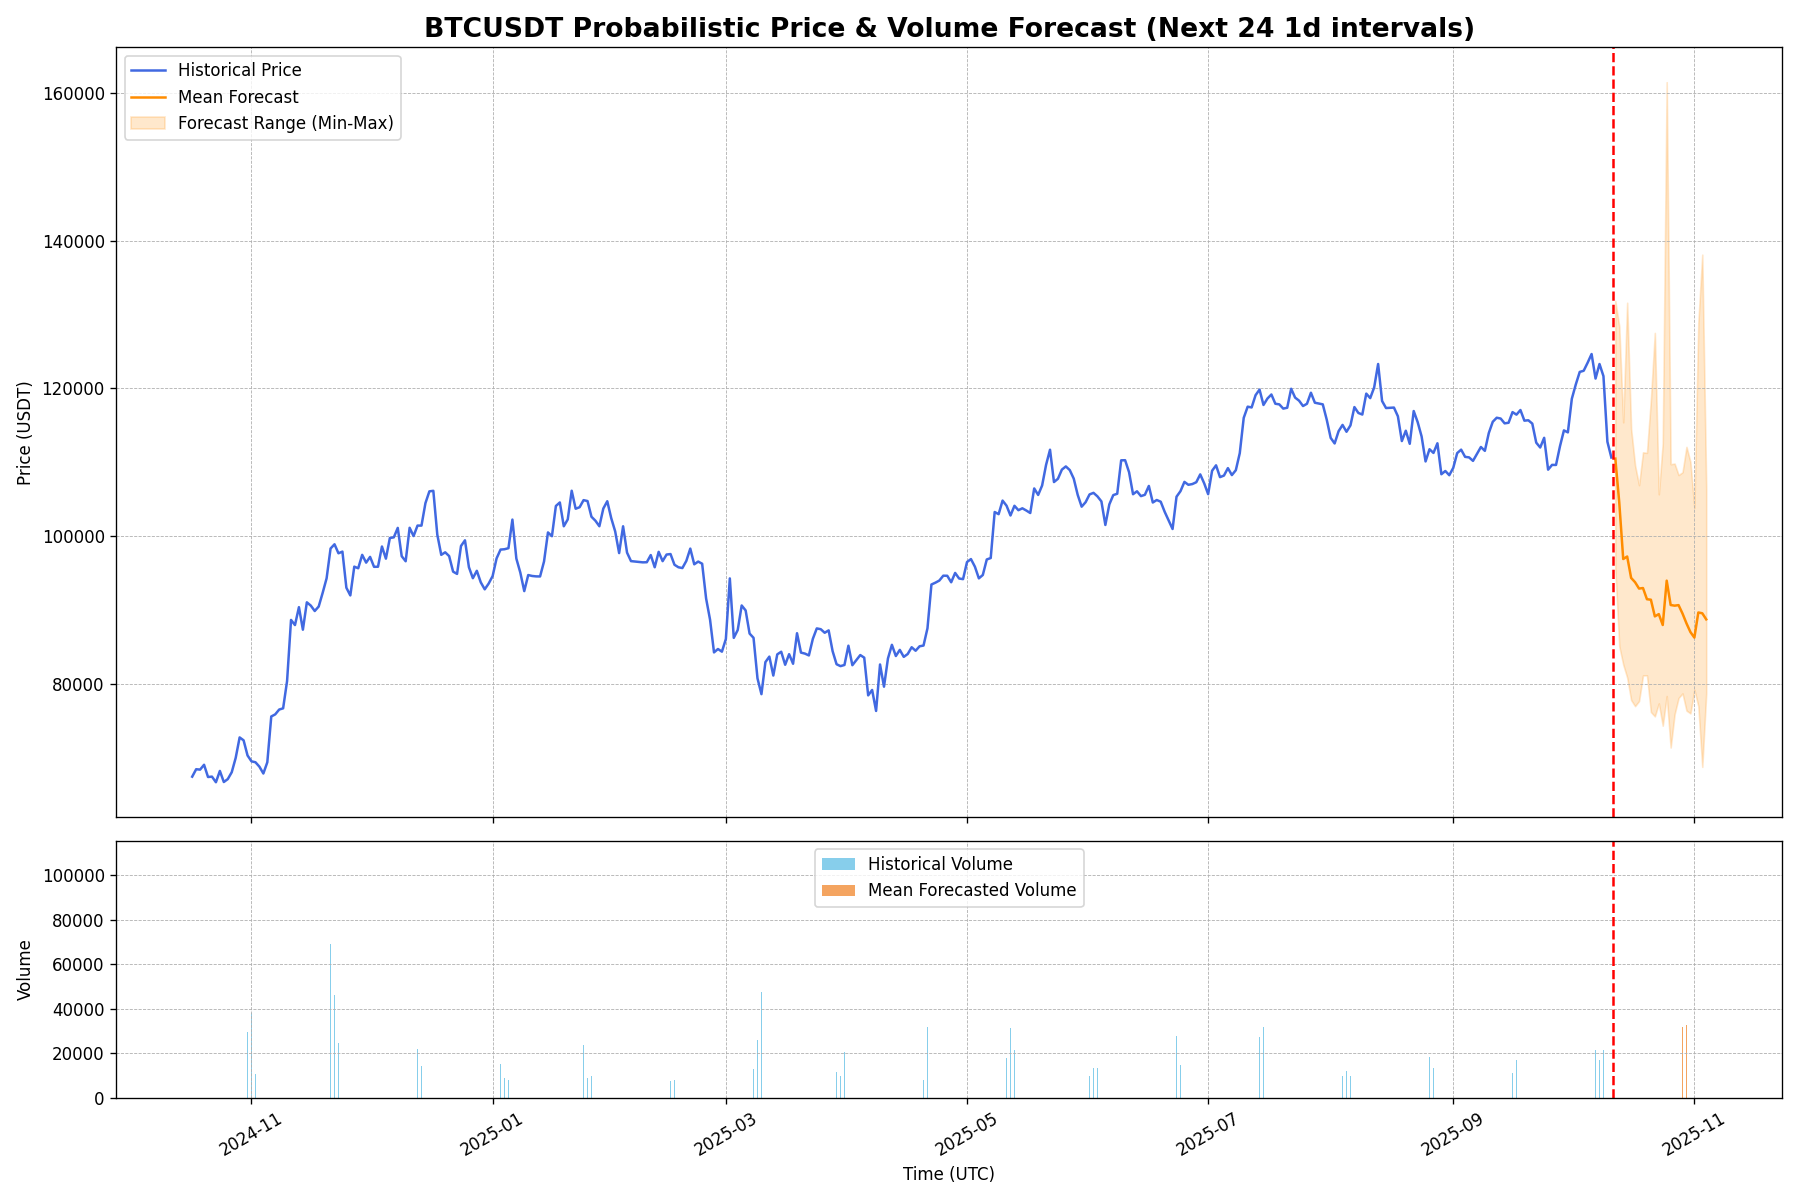 BTCUSDT Probabilistic Price & Volume Forecast (Next 24 1d intervals)
Historical Price
Mean Forecast
Forecast Range (Min-Max)
160000
140000
120000
100000
80000
Price (USDT)
Historical Volume
Mean Forecasted Volume
100000
80000
60000
40000
20000
0
Volume
2024-11
2025-01
2025-03
2025-05
2025-07
2025-09
2025-11
Time (UTC)